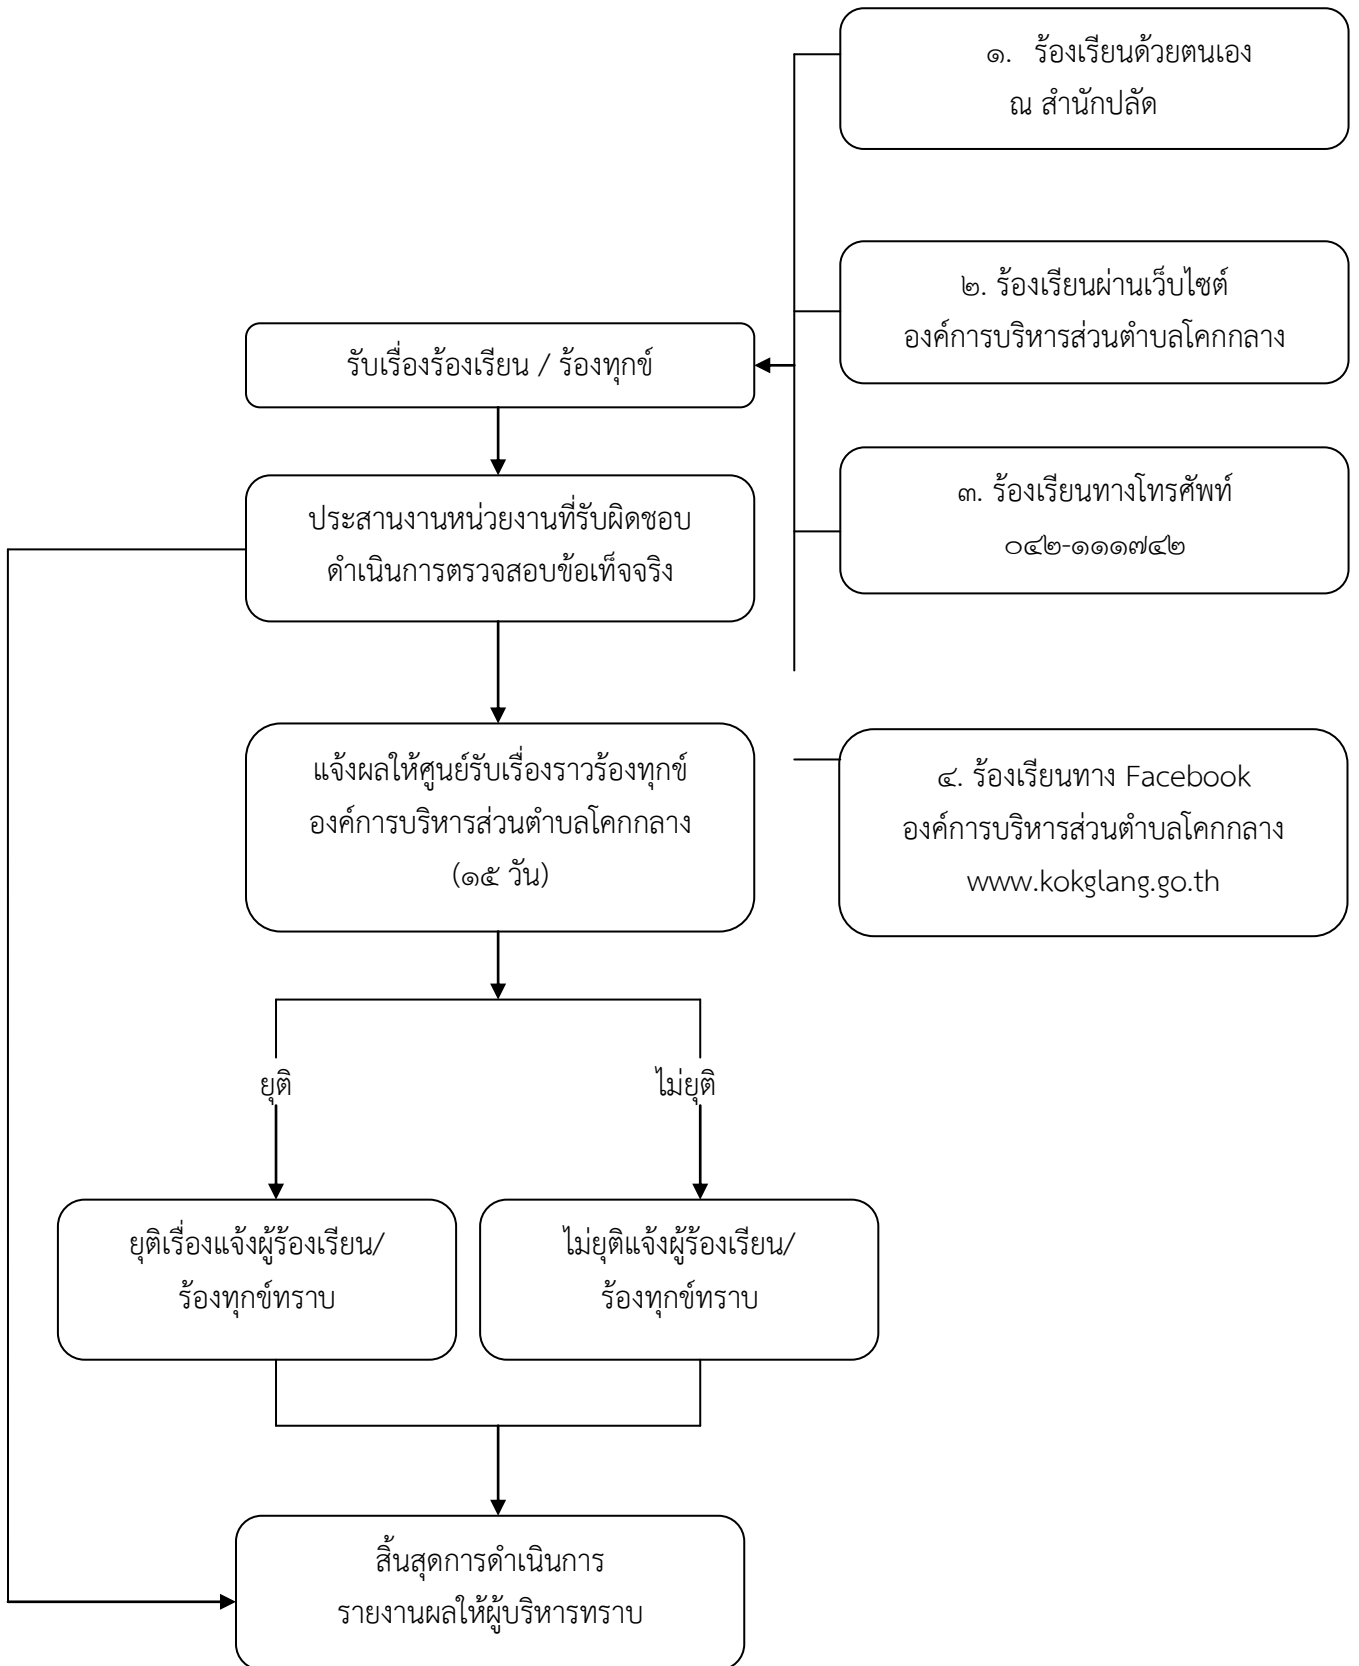 ๑. ร้องเรียนด้วยตนเอง
ณ สำนักปลัด
๒. ร้องเรียนผ่านเว็บไซต์
องค์การบริหารส่วนตำบลโคกกลาง
รับเรื่องร้องเรียน / ร้องทุกข์
๓. ร้องเรียนทางโทรศัพท์
๐๔๒-๑๑๑๗๔๒
ประสานงานหน่วยงานที่รับผิดชอบ
ดำเนินการตรวจสอบข้อเท็จจริง
แจ้งผลให้ศูนย์รับเรื่องราวร้องทุกข์
องค์การบริหารส่วนตำบลโคกกลาง
(๑๕ วัน)
๔. ร้องเรียนทาง Facebook
องค์การบริหารส่วนตำบลโคกกลาง
www.kokglang.go.th
ยุติ
ไม่ยุติ
ยุติเรื่องแจ้งผู้ร้องเรียน/
ร้องทุกข์ทราบ
ไม่ยุติแจ้งผู้ร้องเรียน/
ร้องทุกข์ทราบ
สิ้นสุดการดำเนินการ
รายงานผลให้ผู้บริหารทราบ